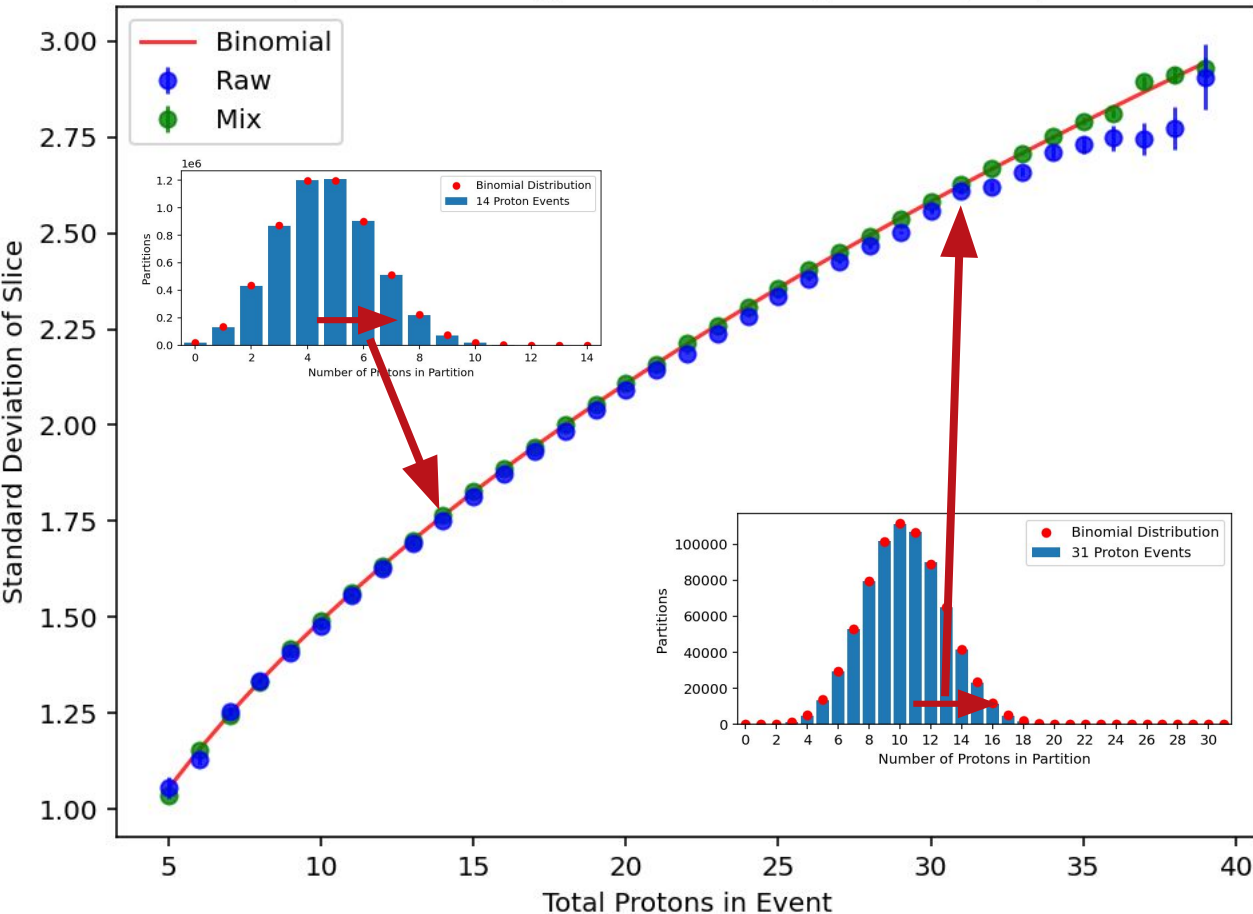 3.00
2.75
2.50
2.25
2.00
1.75
1.50
1.25
1.00
Standard Deviation of Slice
5 10 15 20 25 30 35 40
Total Protons in Event
Binomial
Raw
Mix
1e6
1.2
1.0
0.8
0.6
0.4
0.2
0.0
Partitions
Binomial Distribution
14 Proton Events
0 2 4 6 8 10 12 14
Number of Protons in Partition
100000
80000
60000
40000
20000
0
Partitions
Binomial Distribution
31 Proton Events
0 2 4 6 8 10 12 14 16 18 20 22 24 26 28 30
Number of Protons in Partition